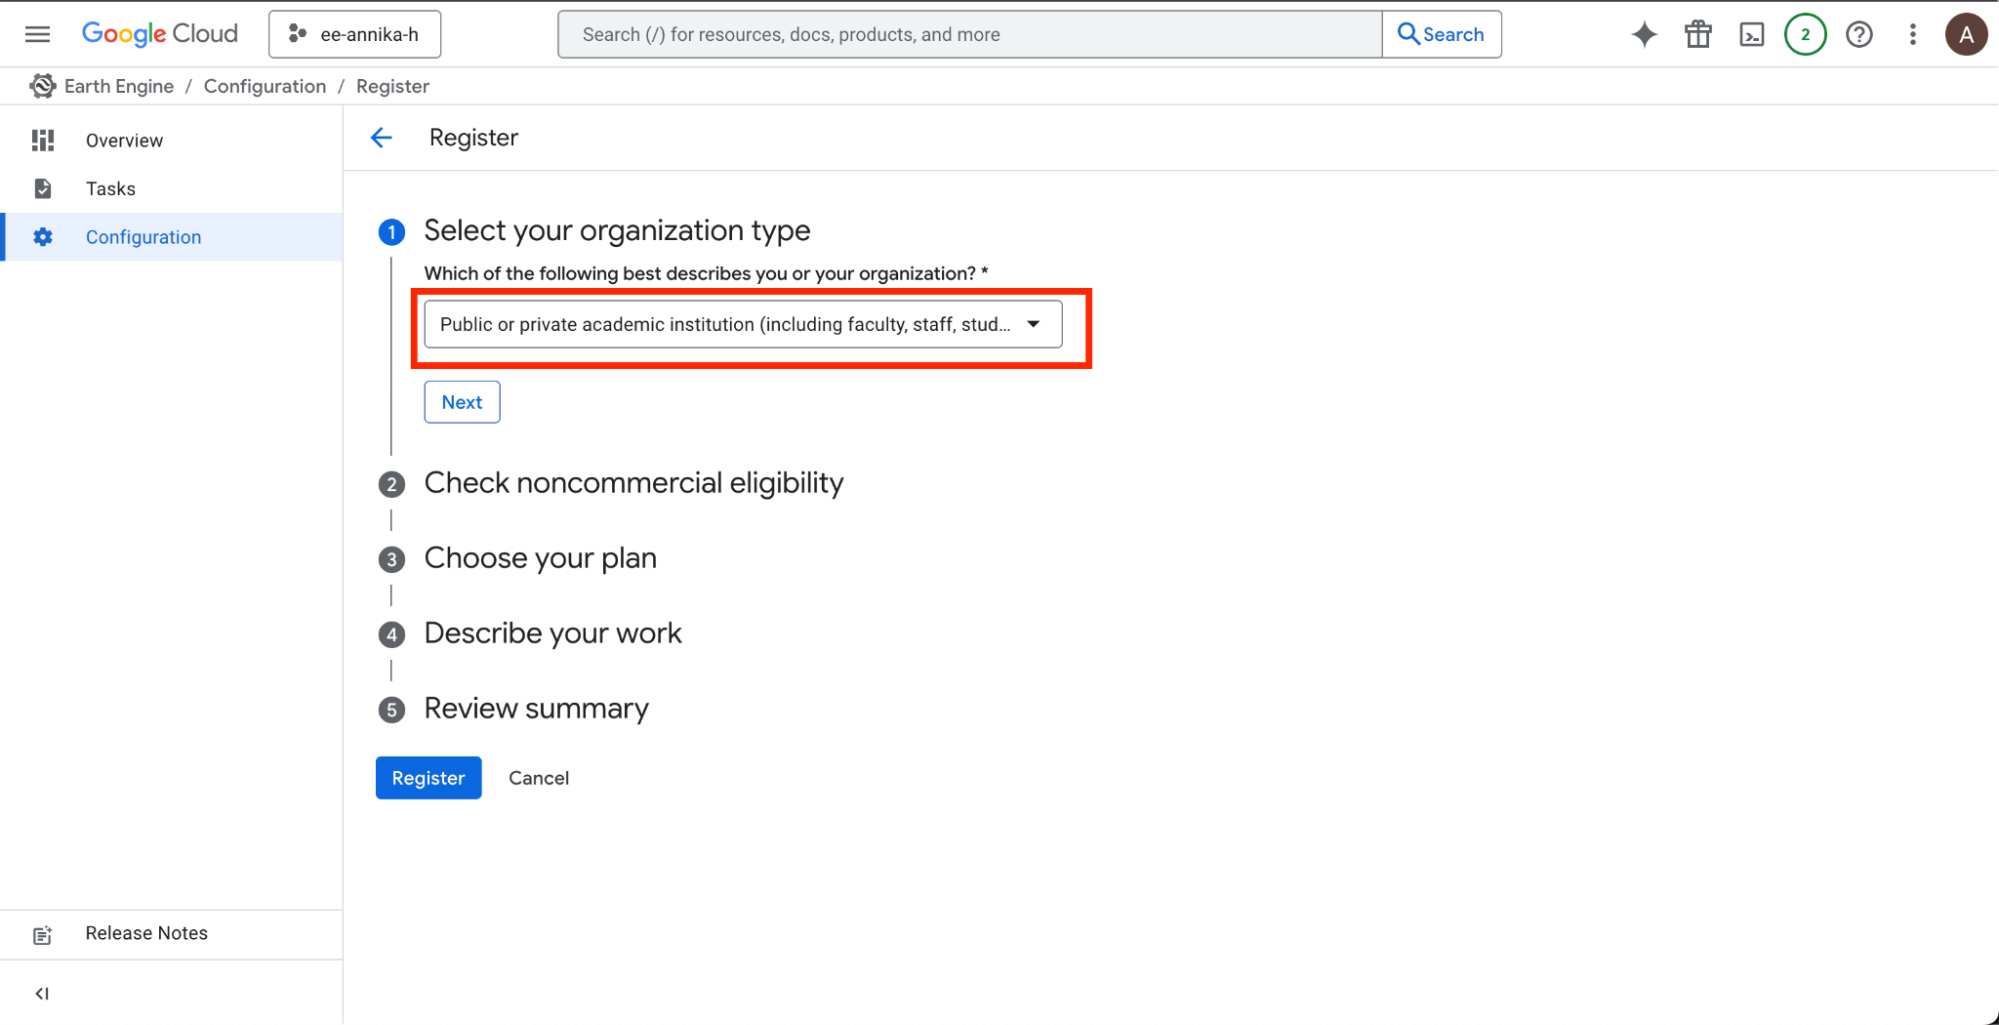 Google Cloud
ee-annika-h
Search (/) for resources, docs, products, and more
Search
2
A
Earth Engine / Configuration / Register
Overview
Tasks
Configuration
Register
1 Select your organization type
Which of the following best describes you or your organization? *
Public or private academic institution (including faculty, staff, stud...
Next
2 Check noncommercial eligibility
3 Choose your plan
4 Describe your work
5 Review summary
Register
Cancel
Release Notes